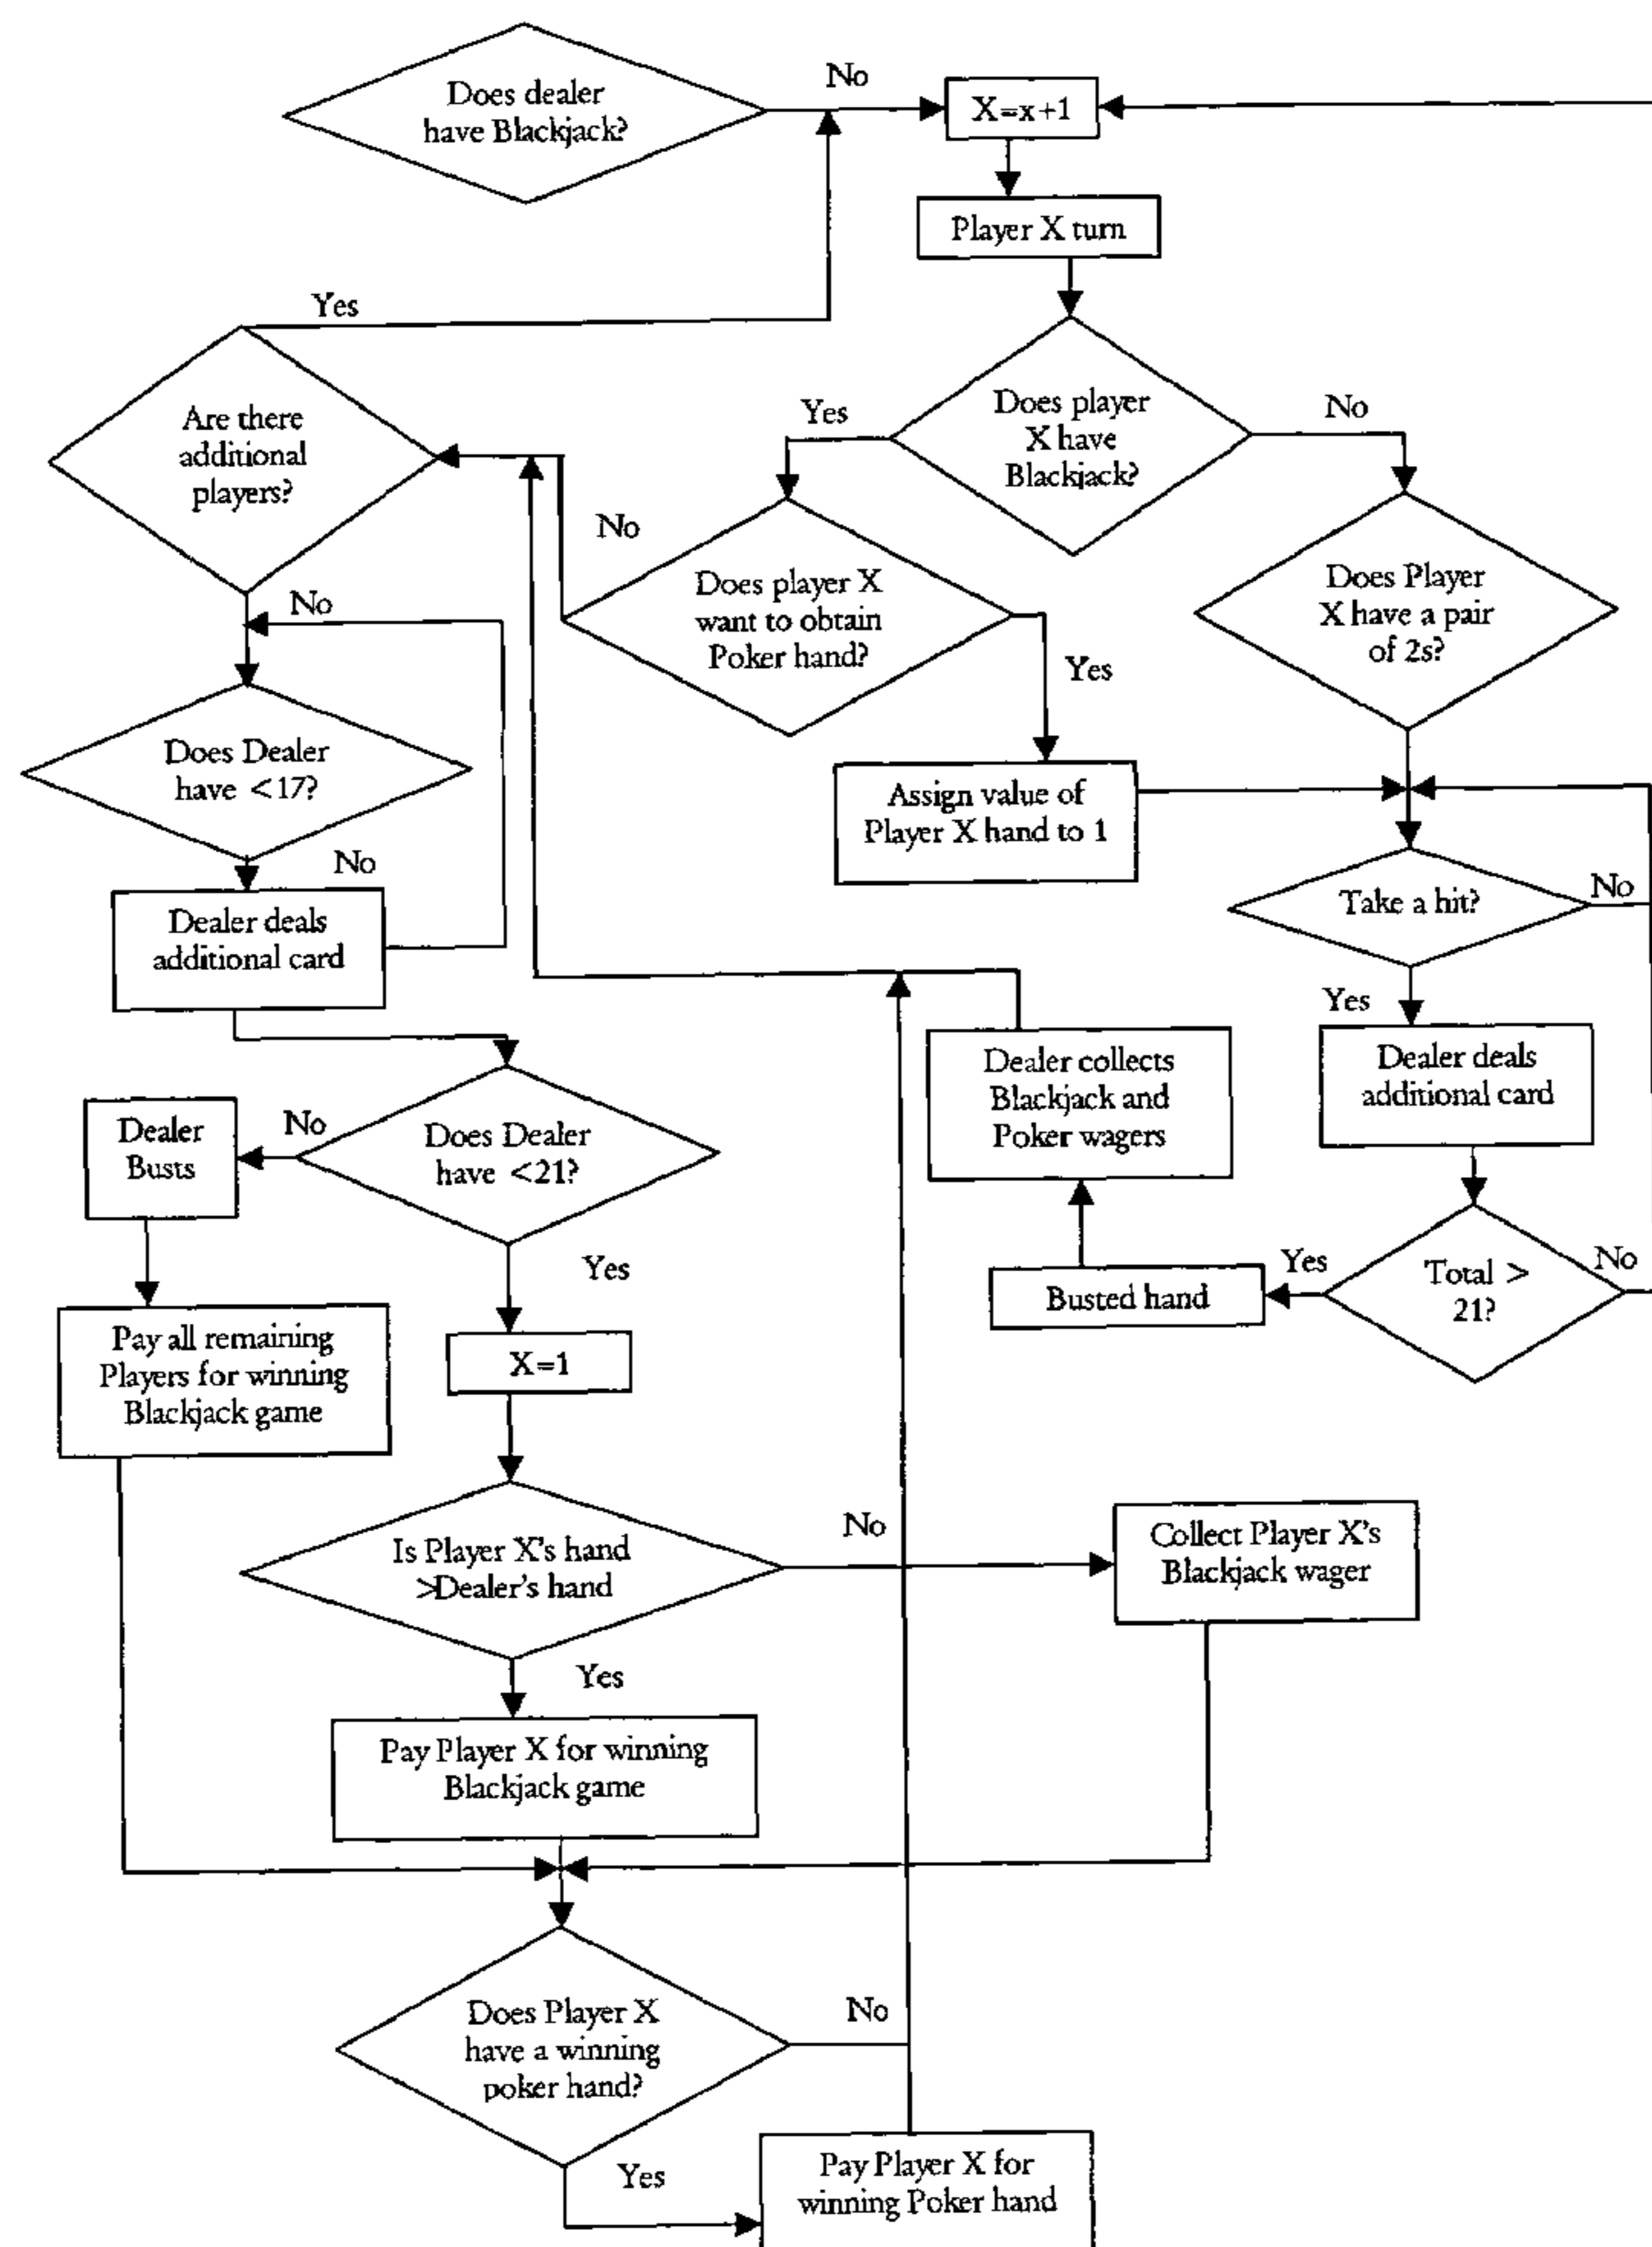 Does dealer
have Blackjack?
No
X=x+1
Player X turn
Yes
Are there
additional
players?
Yes
Does player
X have
Blackjack?
No
No
Does player X
want to obtain
Poker hand?
Yes
Does Player
X have a pair
of 2s?
No
Does Dealer
have <17?
No
Assign value of
Player X hand to 1
Take a hit?
No
Dealer deals
additional card
Yes
Dealer collects
Blackjack and
Poker wagers
Dealer deals
additional card
Dealer
Busts
No
Does Dealer
have <21?
Yes
Busted hand
Yes
Total >
21?
No
Pay all remaining
Players for winning
Blackjack game
X=1
Is Player X's hand
>Dealer's hand
No
Collect Player X's
Blackjack wager
Yes
Pay Player X for winning
Blackjack game
Does Player X
have a winning
poker hand?
No
Yes
Pay Player X for
winning Poker hand